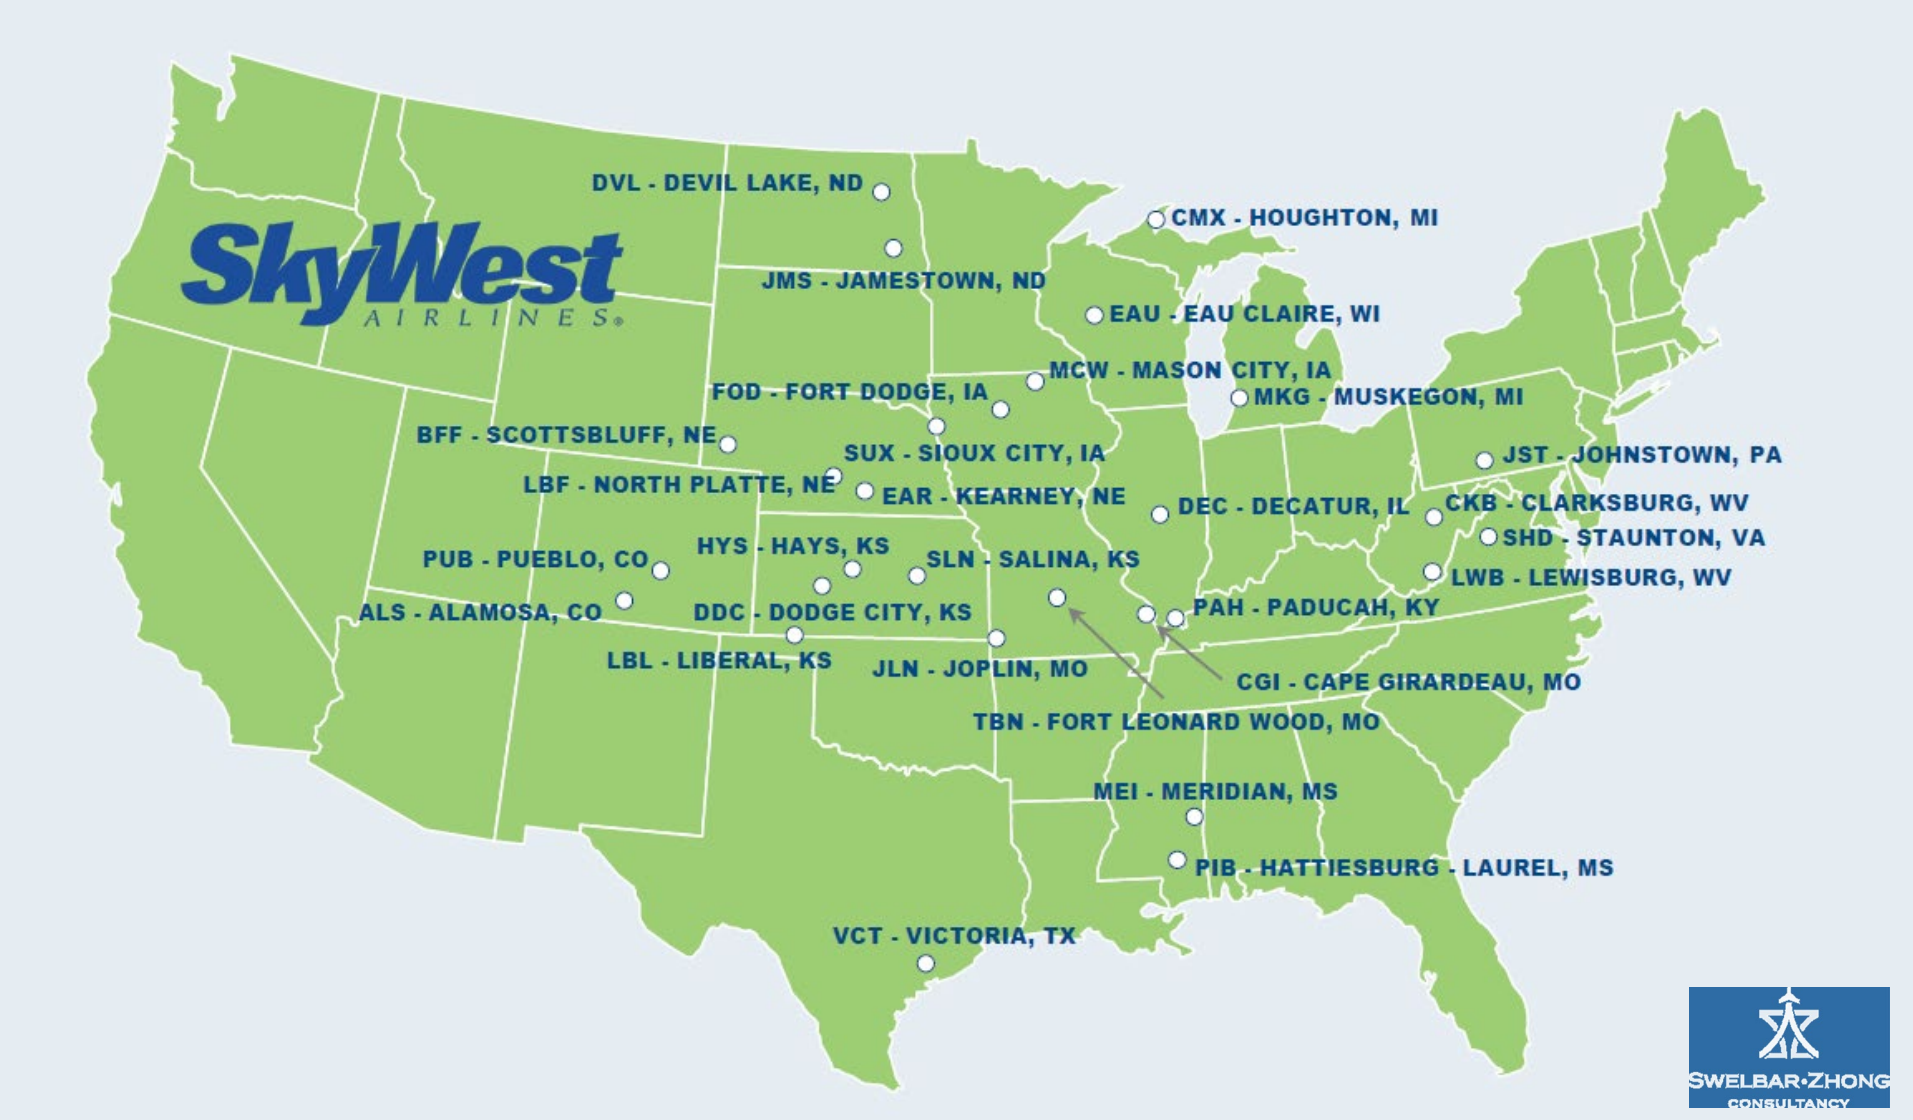 DVL - DEVIL LAKE, ND
CMX - HOUGHTON, MI
SkyWest
AIRLINES®
JMS - JAMESTOWN, ND
EAU - EAU CLAIRE, WI
MCW - MASON CITY, IA
FOD - FORT DODGE, IA
MKG - MUSKEGON, MI
BFF - SCOTTSBLUFF, NE
SUX - SIOUX CITY, IA
JST - JOHNSTOWN, PA
LBF - NORTH PLATTE, NE
EAR - KEARNEY, NE
DEC - DECATUR, IL
CKB - CLARKSBURG, WV
SHD - STAUNTON, VA
HYS - HAYS, KS
PUB - PUEBLO, CO
SLN - SALINA, KS
LWB - LEWISBURG, WV
ALS - ALAMOSA, CO
DDC - DODGE CITY, KS
PAH - PADUCAH, KY
LBL - LIBERAL, KS
JLN - JOPLIN, MO
CGI - CAPE GIRARDEAU, MO
TBN - FORT LEONARD WOOD, MO
MEI - MERIDIAN, MS
PIB - HATTIESBURG - LAUREL, MS
VCT - VICTORIA, TX
SWELBAR•ZHONG
CONSULTANCY